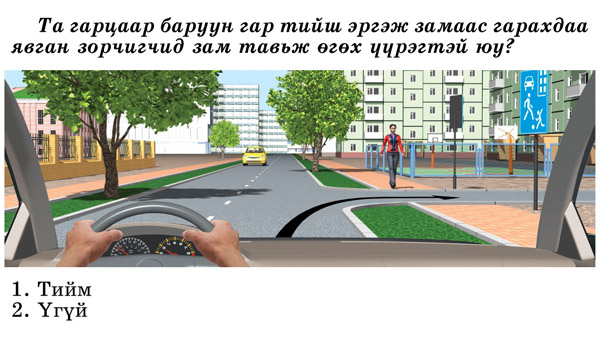 Та гарцаар баруун гар тийш эргэж замаас гарахдаа
явган зорчигчид зам тавьж өгөх үүрэгтэй юу?
1. Тийм
2. Үгүй